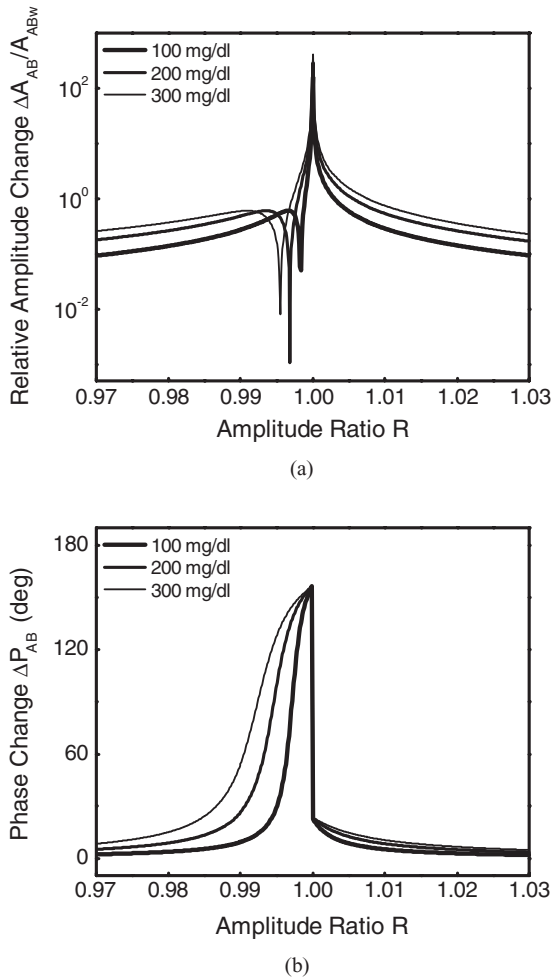 Relative Amplitude Change ΔA_AB/A_ABw
100 mg/dl
200 mg/dl
300 mg/dl
10^2
10^0
10^-2
0.97 0.98 0.99 1.00 1.01 1.02 1.03
Amplitude Ratio R
(a)
Phase Change ΔP_AB (deg)
100 mg/dl
200 mg/dl
300 mg/dl
180
120
60
0
0.97 0.98 0.99 1.00 1.01 1.02 1.03
Amplitude Ratio R
(b)